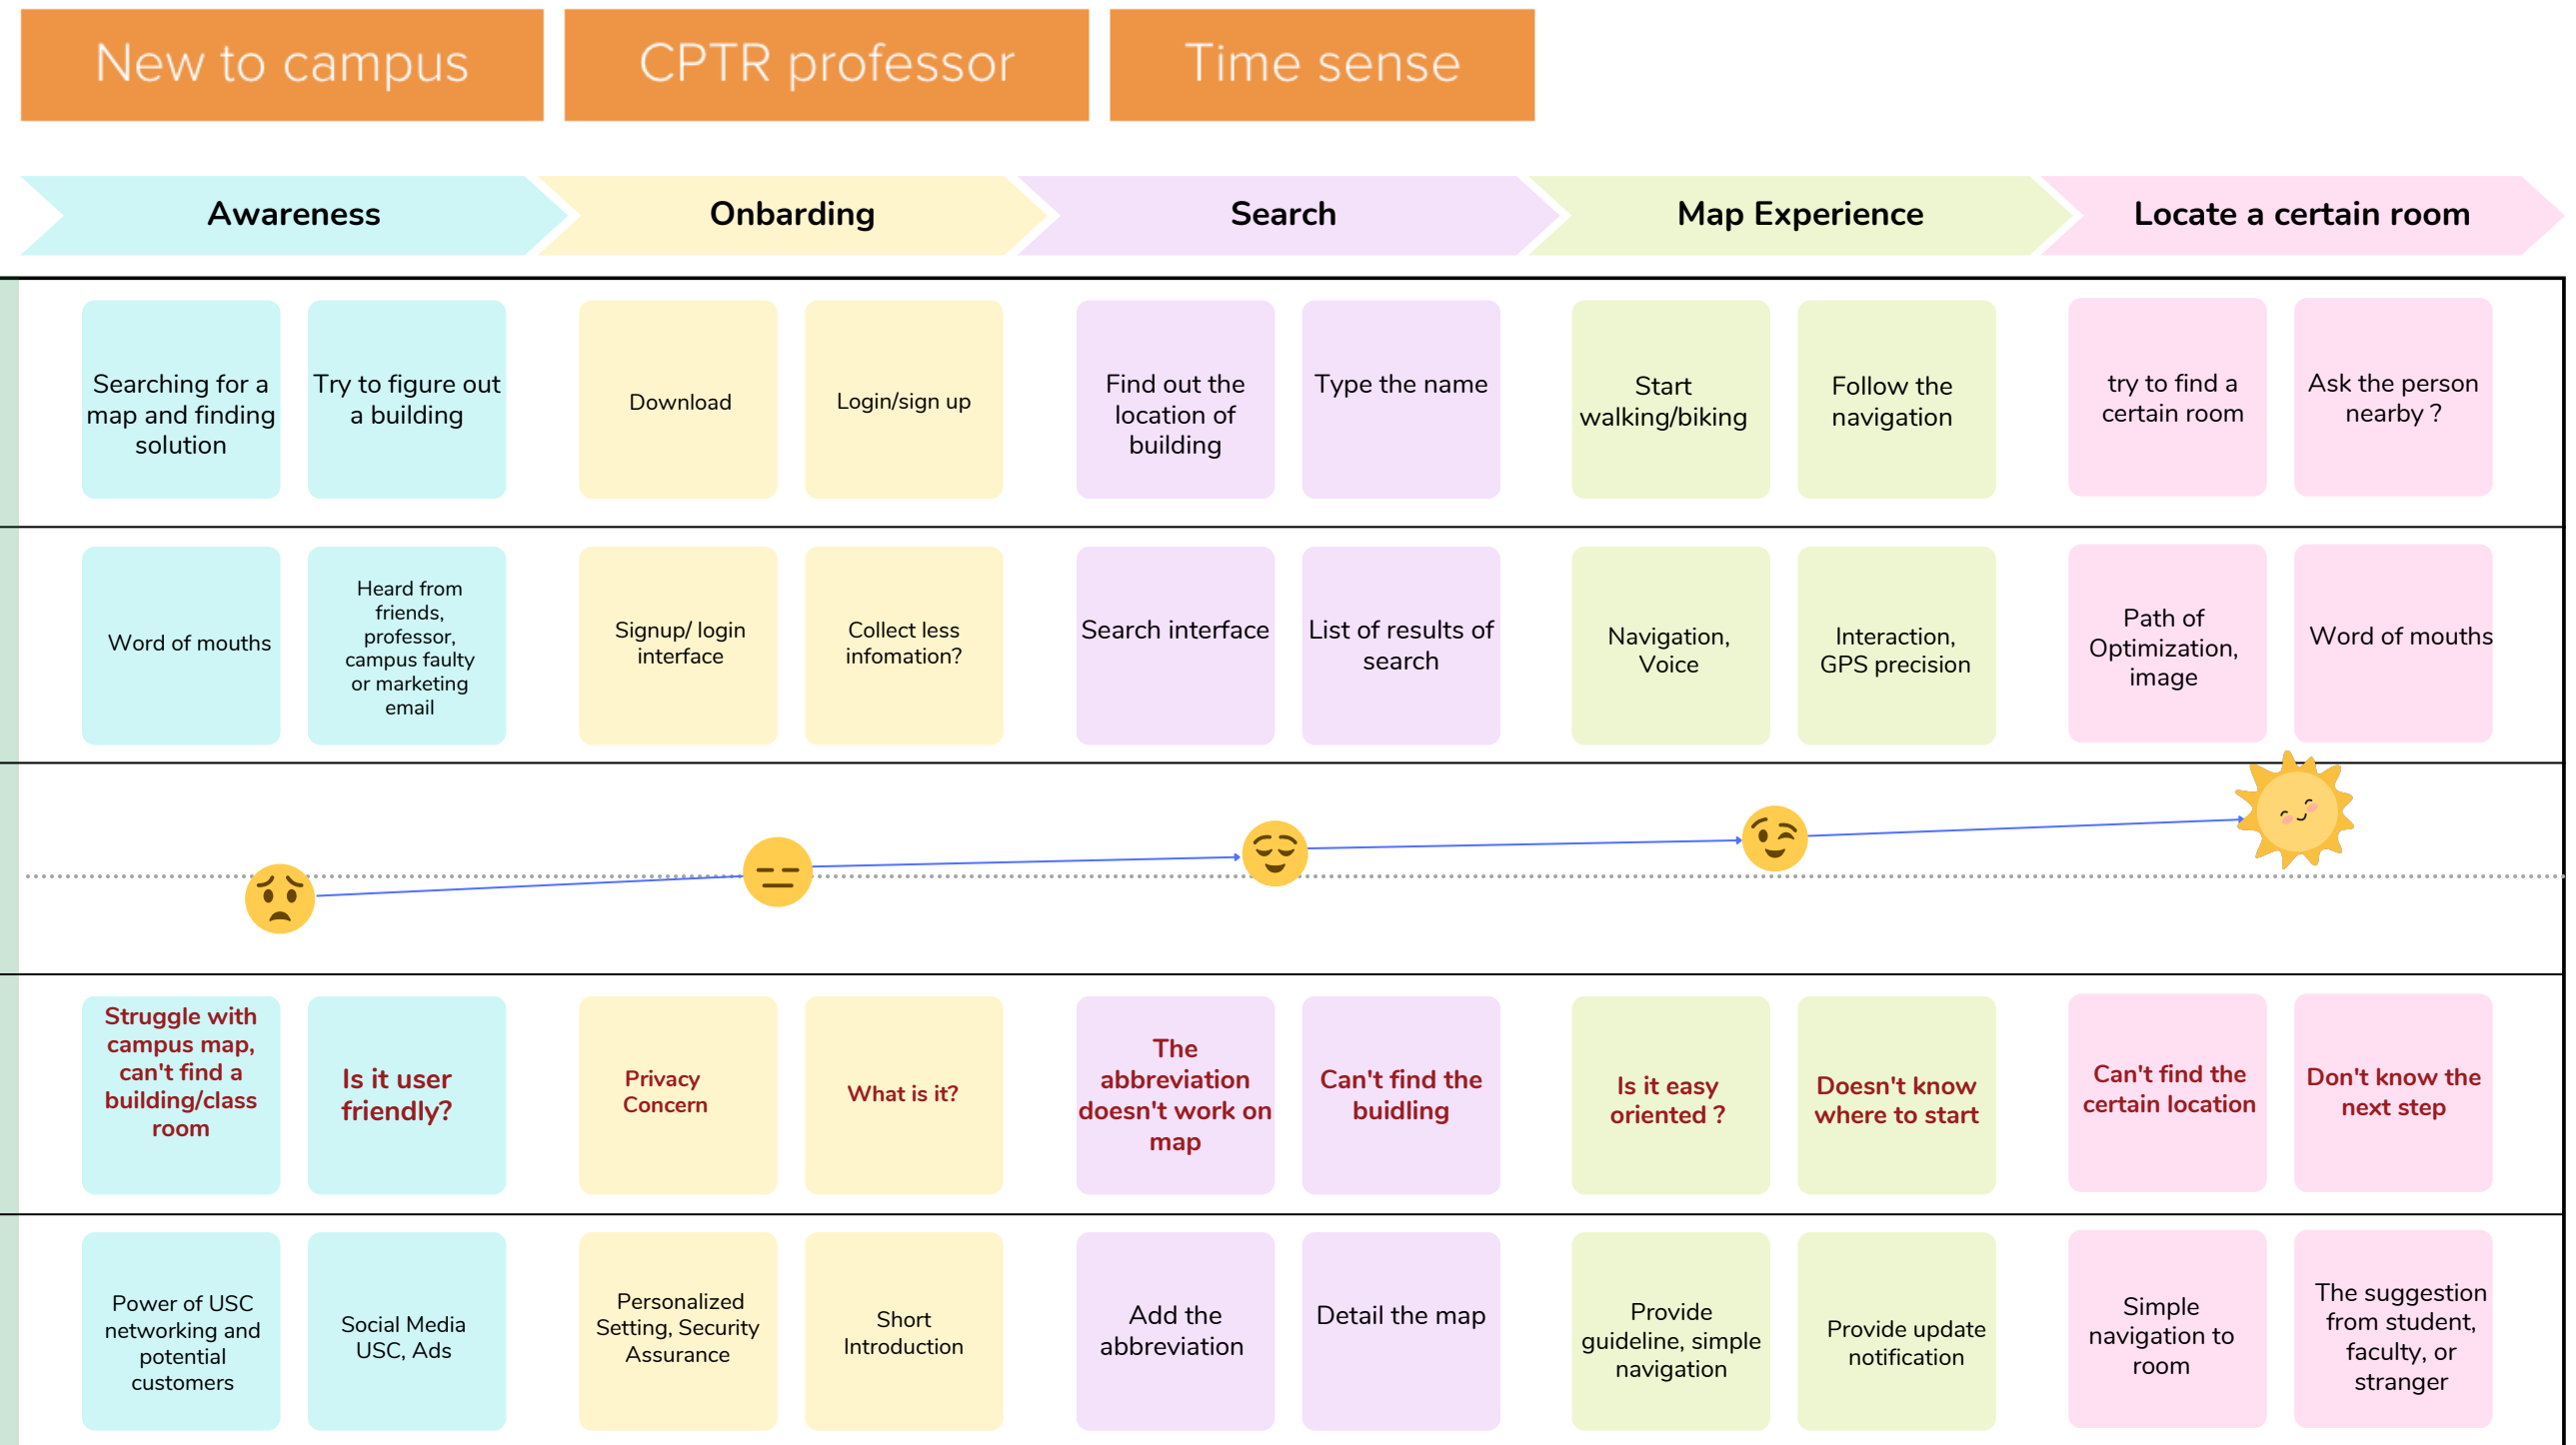 New to campus
CPTR professor
Time sense
Awareness
Onbarding
Search
Map Experience
Locate a certain room
Searching for a
map and finding
solution
Try to figure out
a building
Download
Login/sign up
Find out the
location of
building
Type the name
Start
walking/biking
Follow the
navigation
try to find a
certain room
Ask the person
nearby ?
Word of mouths
Heard from
friends,
professor,
campus faulty
or marketing
email
Signup/ login
interface
Collect less
infomation?
Search interface
List of results of
search
Navigation,
Voice
Interaction,
GPS precision
Path of
Optimization,
image
Word of mouths
Struggle with
campus map,
can't find a
building/class
room
Is it user
friendly?
Privacy
Concern
What is it?
The
abbreviation
doesn't work on
map
Can't find the
buidling
Is it easy
oriented ?
Doesn't know
where to start
Can't find the
certain location
Don't know the
next step
Power of USC
networking and
potential
customers
Social Media
USC, Ads
Personalized
Setting, Security
Assurance
Short
Introduction
Add the
abbreviation
Detail the map
Provide
guideline, simple
navigation
Provide update
notification
Simple
navigation to
room
The suggestion
from student,
faculty, or
stranger